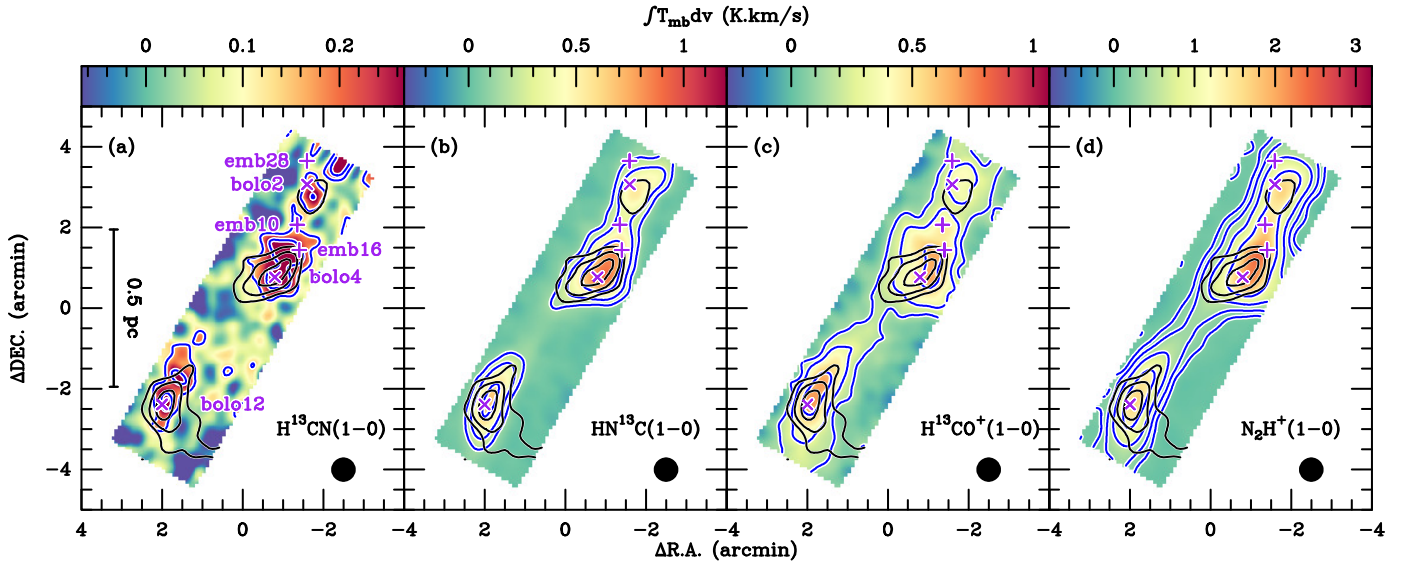 ∫T_mb dv (K.km/s)
0 0.1 0.2 0 0.5 1 0 0.5 1 0 1 2 3
(a) (b) (c) (d)
emb28
bolo2
emb10
emb16
bolo4
0.5 pc
bolo12
H¹³CN(1−0) HN¹³C(1−0) H¹³CO⁺(1−0) N₂H⁺(1−0)
ΔDEC. (arcmin)
4
2
0
−2
−4
4 2 0 −2 −4 2 0 −2 −4 2 0 −2 −4 2 0 −2 −4
ΔR.A. (arcmin)